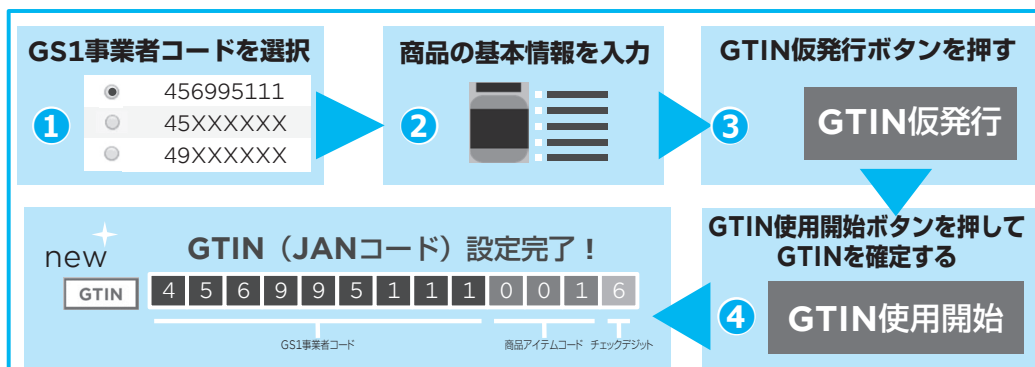 GS1事業者コードを選択
1
456995111
45XXXXXX
49XXXXXX
商品の基本情報を入力
2
GTIN仮発行ボタンを押す
3
GTIN仮発行
GTIN使用開始ボタンを押して
GTINを確定する
4
GTIN使用開始
new
GTIN（JANコード）設定完了！
GTIN
4 5 6 9 9 5 1 1 1 0 0 1 6
GS1事業者コード 商品アイテムコード チェックデジット